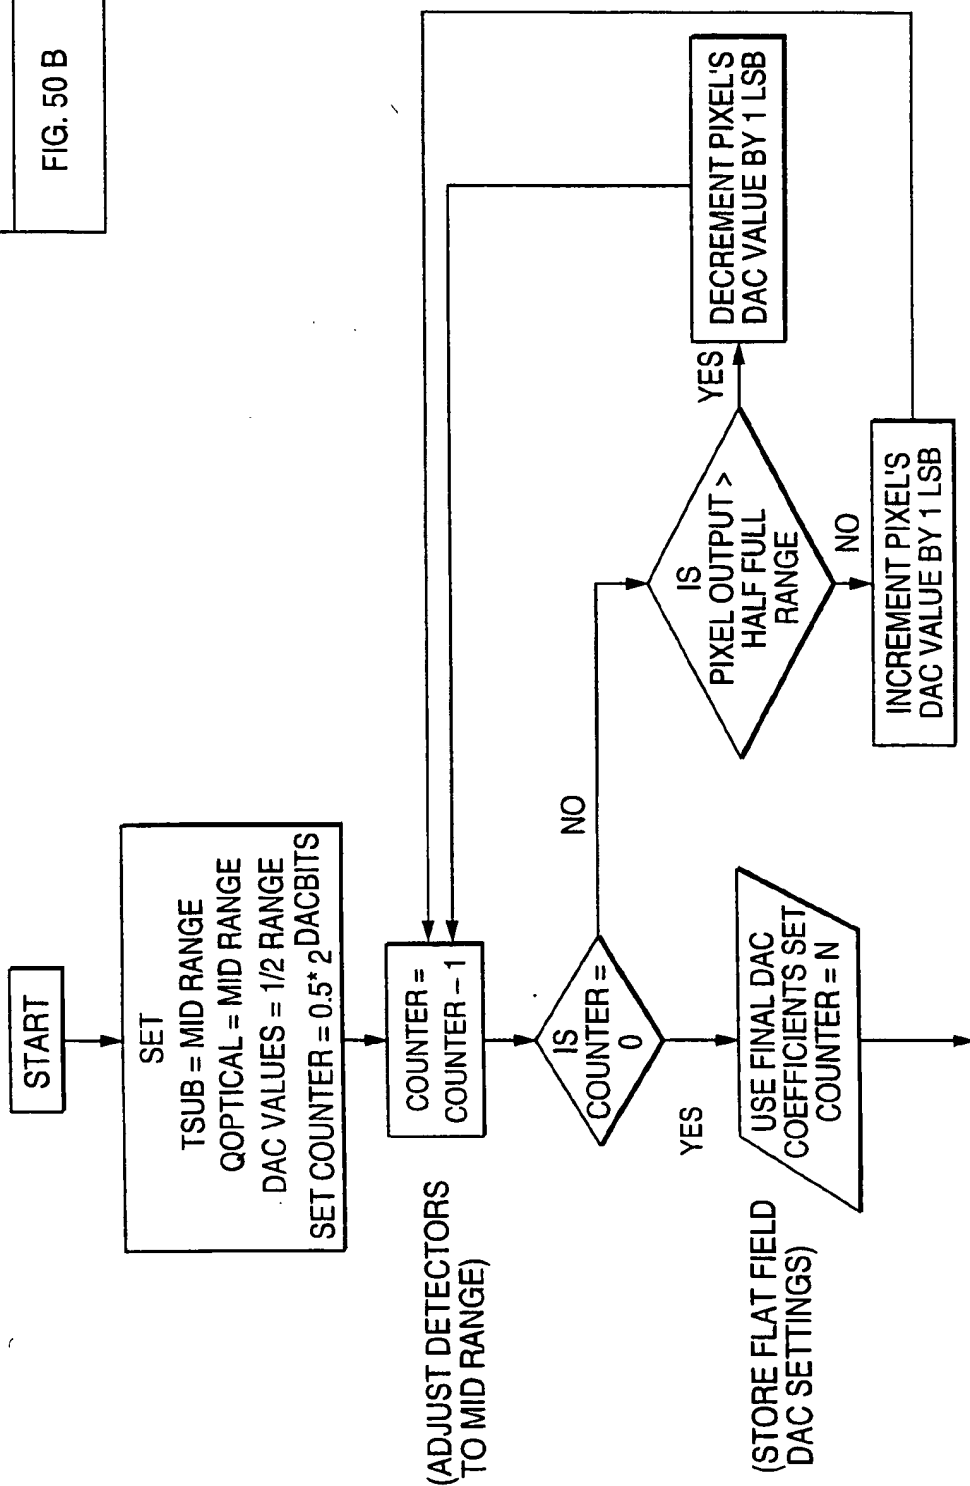 FIG. 50 B
START
SET
TSUB = MID RANGE
QOPTICAL = MID RANGE
DAC VALUES = 1/2 RANGE
SET COUNTER = 0.5* 2 DACBITS
(ADJUST DETECTORS
TO MID RANGE)
COUNTER =
COUNTER – 1
IS
COUNTER =
0
NO
YES
IS
PIXEL OUTPUT >
HALF FULL
RANGE
YES
DECREMENT PIXEL'S
DAC VALUE BY 1 LSB
NO
INCREMENT PIXEL'S
DAC VALUE BY 1 LSB
(STORE FLAT FIELD
DAC SETTINGS)
USE FINAL DAC
COEFFICIENTS SET
COUNTER = N